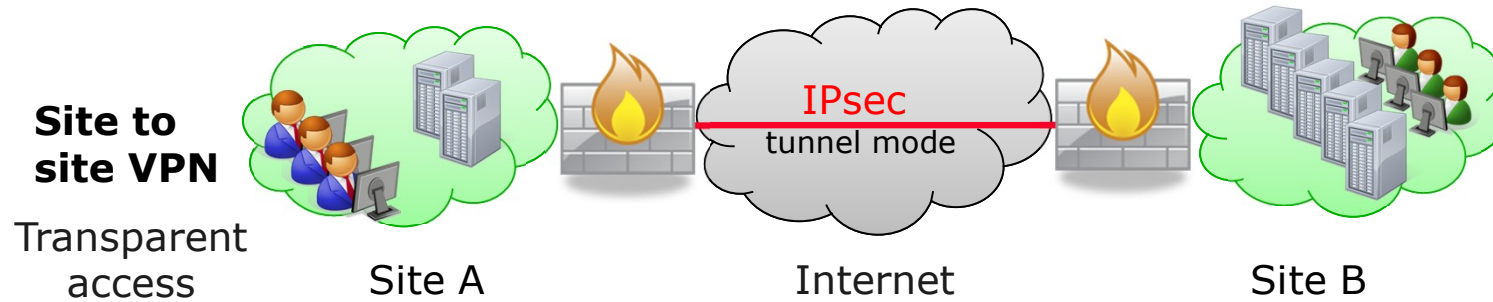 Site to
site VPN
Transparent
access
Site A
IPsec
tunnel mode
Internet
Site B